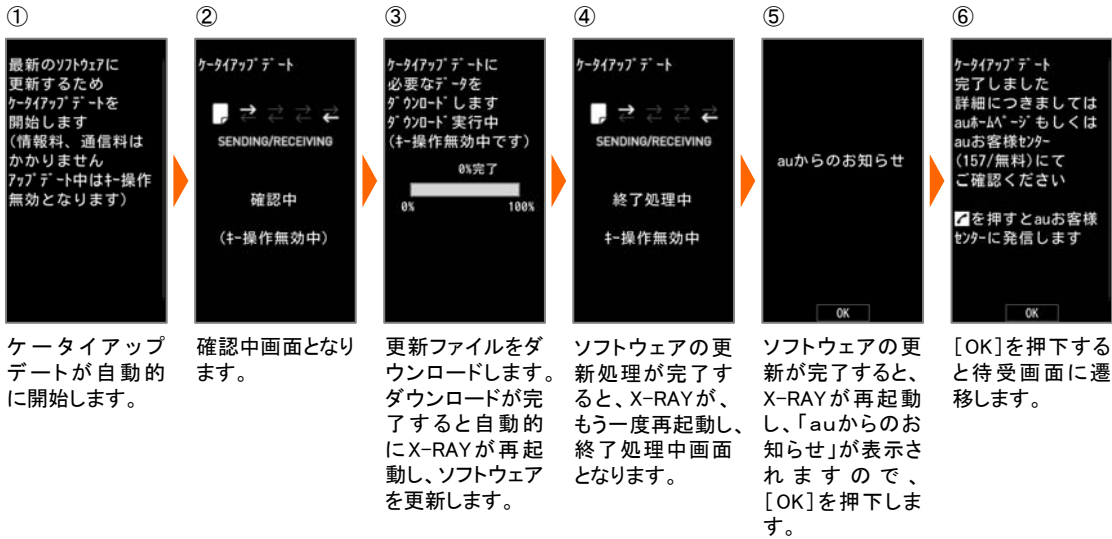 ①
最新のｿﾌﾄｳｪｱに
更新するため
ｹｰﾀｲｱｯﾌﾟﾃﾞｰﾄを
開始します
(情報料、通信料は
かかりません
ｱｯﾌﾟﾃﾞｰﾄ中はｷｰ操作
無効となります)
ケータイアップ
デートが自動的
に開始します。
②
ｹｰﾀｲｱｯﾌﾟﾃﾞｰﾄ
SENDING/RECEIVING
確認中
(ｷｰ操作無効中)
確認中画面となり
ます。
③
ｹｰﾀｲｱｯﾌﾟﾃﾞｰﾄに
必要なﾃﾞｰﾀを
ﾀﾞｳﾝﾛｰﾄﾞします
ﾀﾞｳﾝﾛｰﾄﾞ実行中
(ｷｰ操作無効中です)
0%完了
0% 100%
更新ファイルをダ
ウンロードします。
ダウンロードが完
了すると自動的
にX-RAYが再起
動し、ソフトウェア
を更新します。
④
ｹｰﾀｲｱｯﾌﾟﾃﾞｰﾄ
SENDING/RECEIVING
終了処理中
ｷｰ操作無効中
ソフトウェアの更
新処理が完了す
ると、X-RAYが、
もう一度再起動し、
終了処理中画面
となります。
⑤
auからのお知らせ
OK
ソフトウェアの更
新が完了すると、
X-RAYが再起動
し、「auからのお
知らせ」が表示さ
れますので、
[OK]を押下しま
す。
⑥
ｹｰﾀｲｱｯﾌﾟﾃﾞｰﾄ
完了しました
詳細につきましては
auﾎｰﾑﾍﾟｰｼﾞもしくは
auお客様ｾﾝﾀｰ
(157/無料)にて
ご確認ください
を押すとauお客様
ｾﾝﾀｰに発信します
OK
[OK]を押下する
と待受画面に遷
移します。